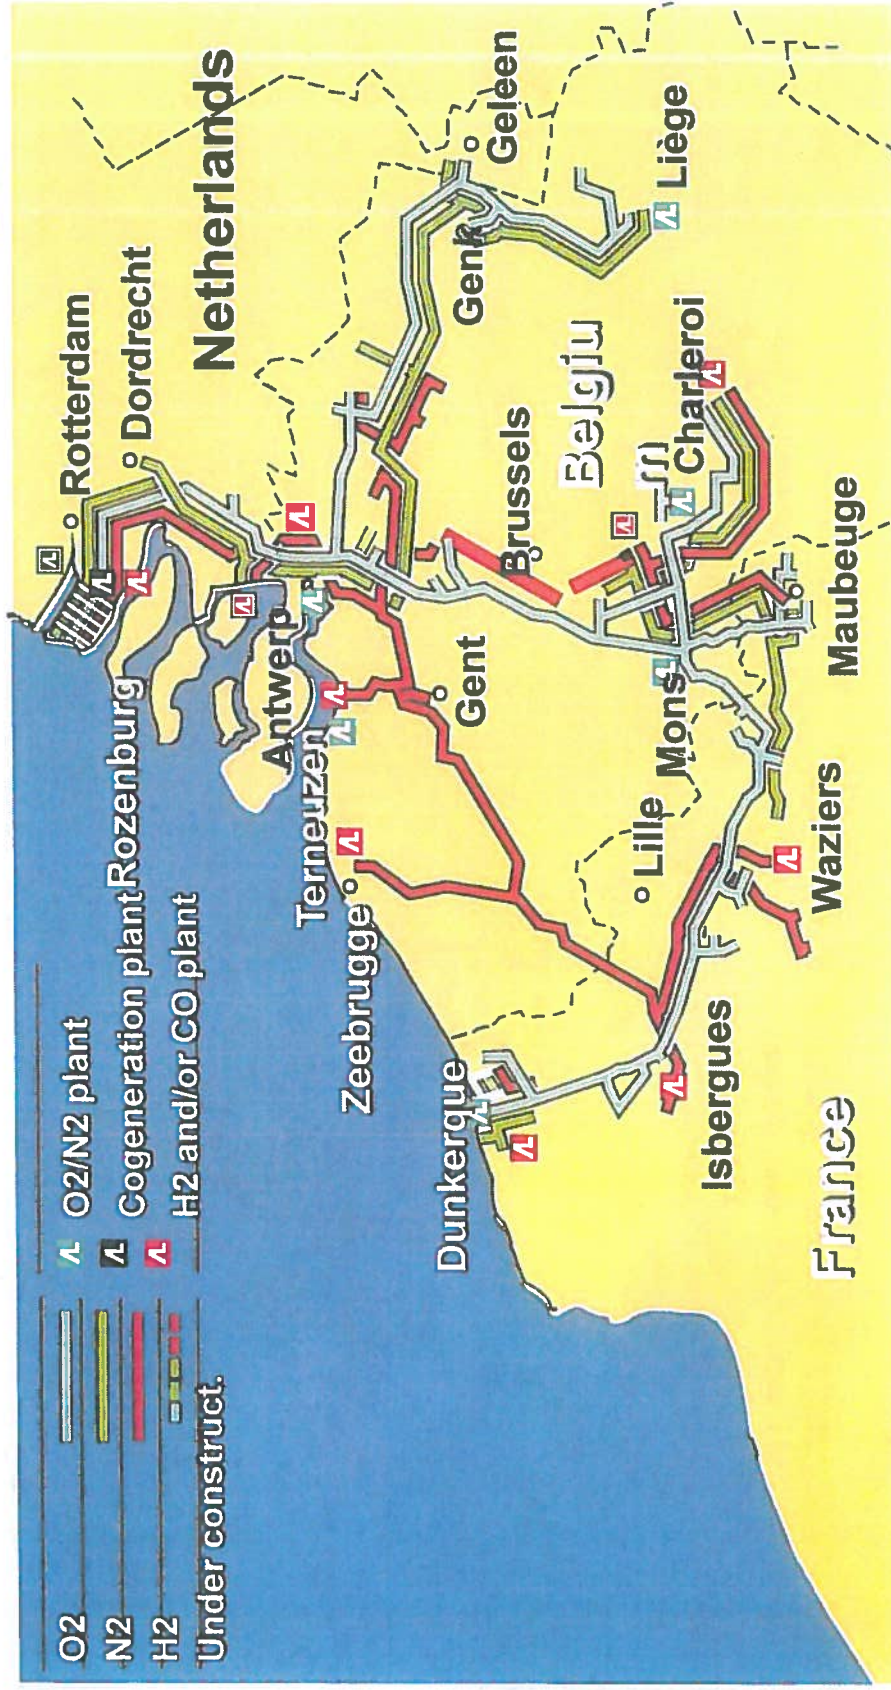 O2
N2
H2
Under construct.
O2/N2 plant
Cogeneration plant
H2 and/or CO plant
Rozenburg
Rotterdam
Dordrecht
Netherlands
Antwerp
Terneuzen
Zeebrugge
Gent
Geleen
Genk
Liège
Brussels
Belgiu
m
Charleroi
Dunkerque
Lille
Mons
Maubeuge
Isbergues
Waziers
France